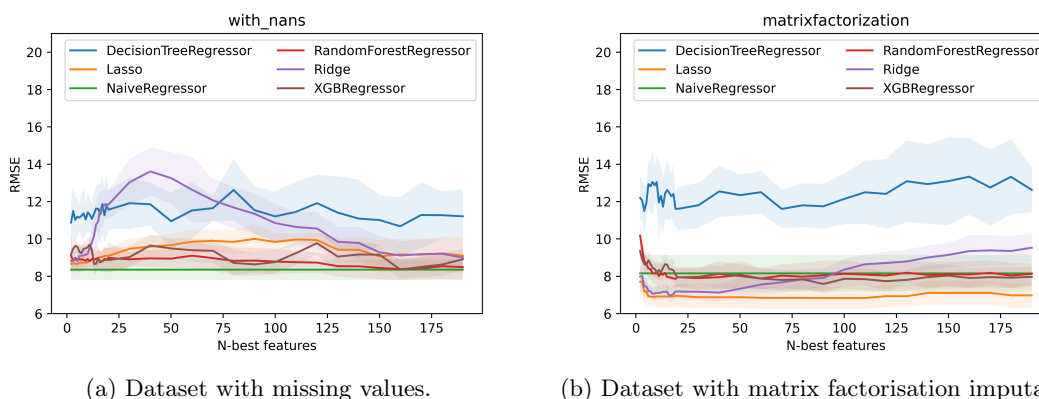 with_nans
DecisionTreeRegressor
Lasso
NaiveRegressor
RandomForestRegressor
Ridge
XGBRegressor
RMSE
20
18
16
14
12
10
8
6
0 25 50 75 100 125 150 175
N-best features
(a) Dataset with missing values.
matrixfactorization
DecisionTreeRegressor
Lasso
NaiveRegressor
RandomForestRegressor
Ridge
XGBRegressor
RMSE
20
18
16
14
12
10
8
6
0 25 50 75 100 125 150 175
N-best features
(b) Dataset with matrix factorisation imputa